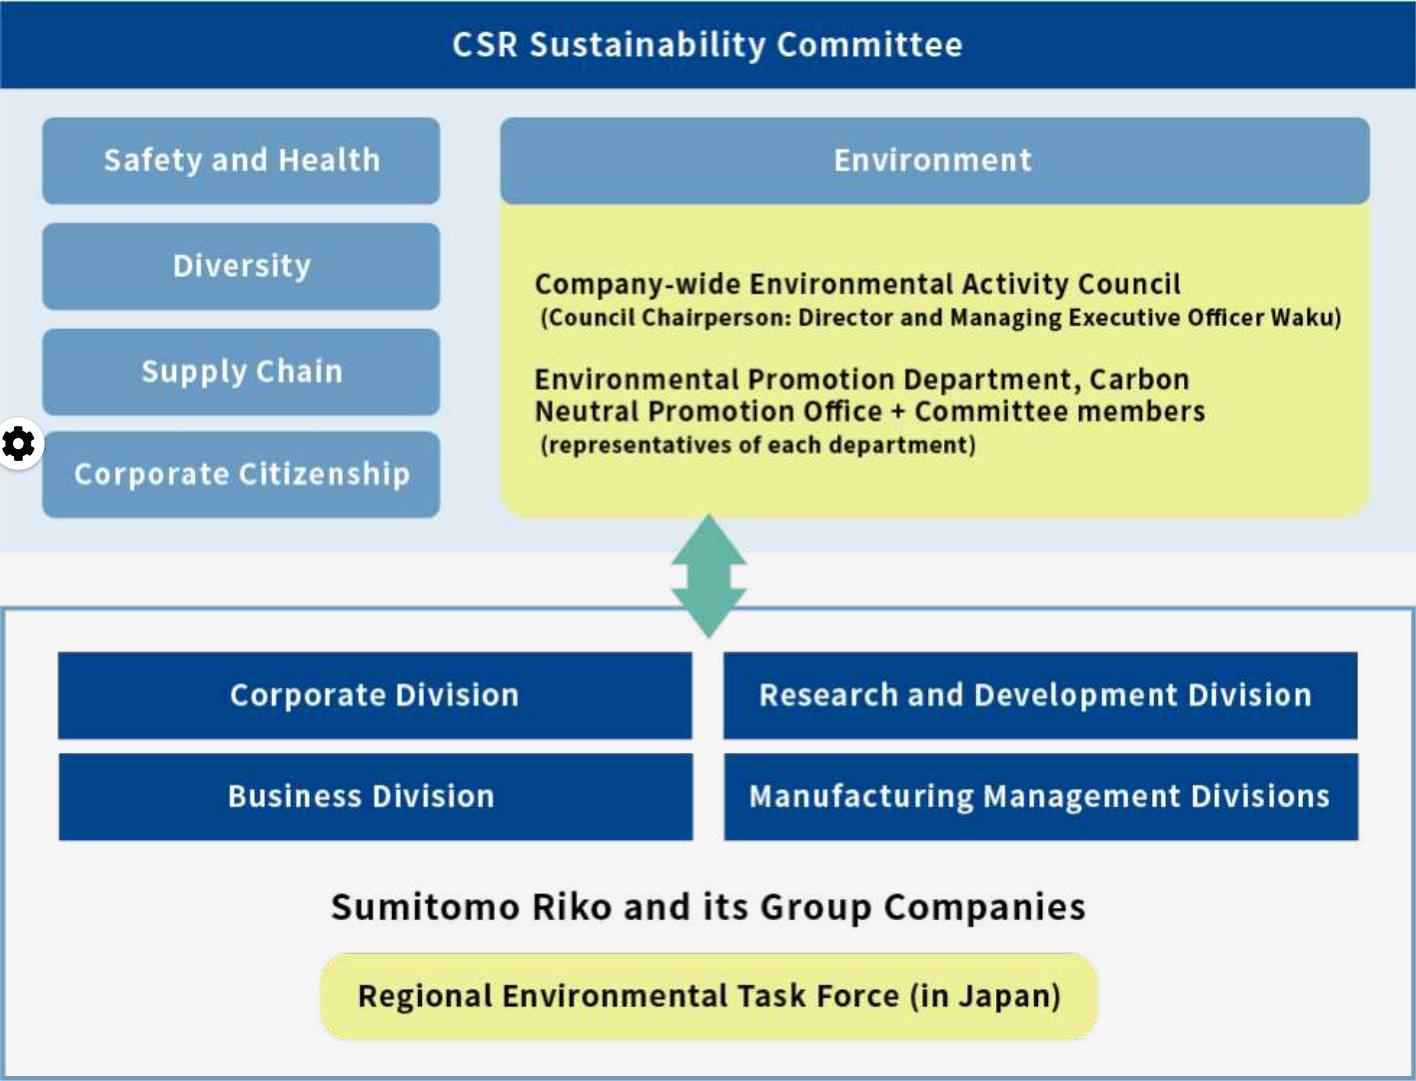 CSR Sustainability Committee
Safety and Health
Diversity
Supply Chain
Corporate Citizenship
Environment
Company-wide Environmental Activity Council
(Council Chairperson: Director and Managing Executive Officer Waku)
Environmental Promotion Department, Carbon
Neutral Promotion Office + Committee members
(representatives of each department)
Corporate Division
Research and Development Division
Business Division
Manufacturing Management Divisions
Sumitomo Riko and its Group Companies
Regional Environmental Task Force (in Japan)